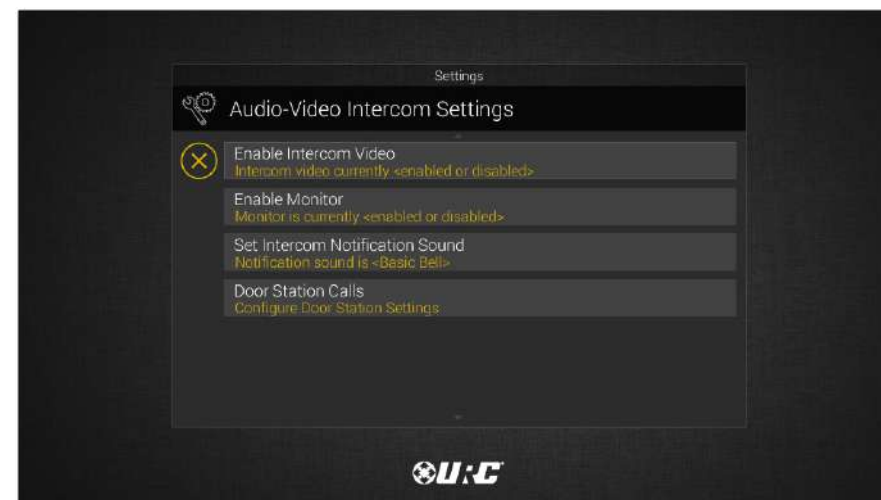 Settings
Audio-Video Intercom Settings
Enable Intercom Video
Intercom video currently <enabled or disabled>
Enable Monitor
Monitor is currently <enabled or disabled>
Set Intercom Notification Sound
Notification sound is <Basic Bell>
Door Station Calls
Configure Door Station Settings
URC